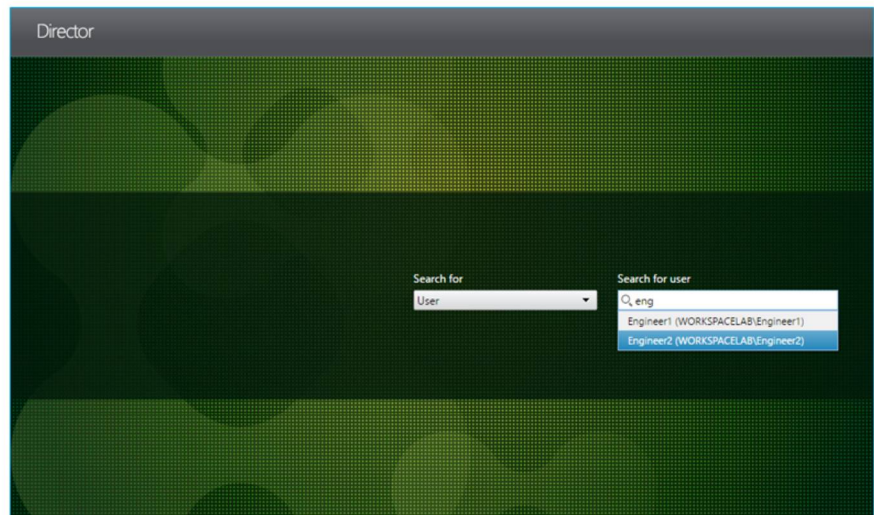 Director
Search for
Search for user
User
eng
Engineer1 (WORKSPACELAB\Engineer1)
Engineer2 (WORKSPACELAB\Engineer2)